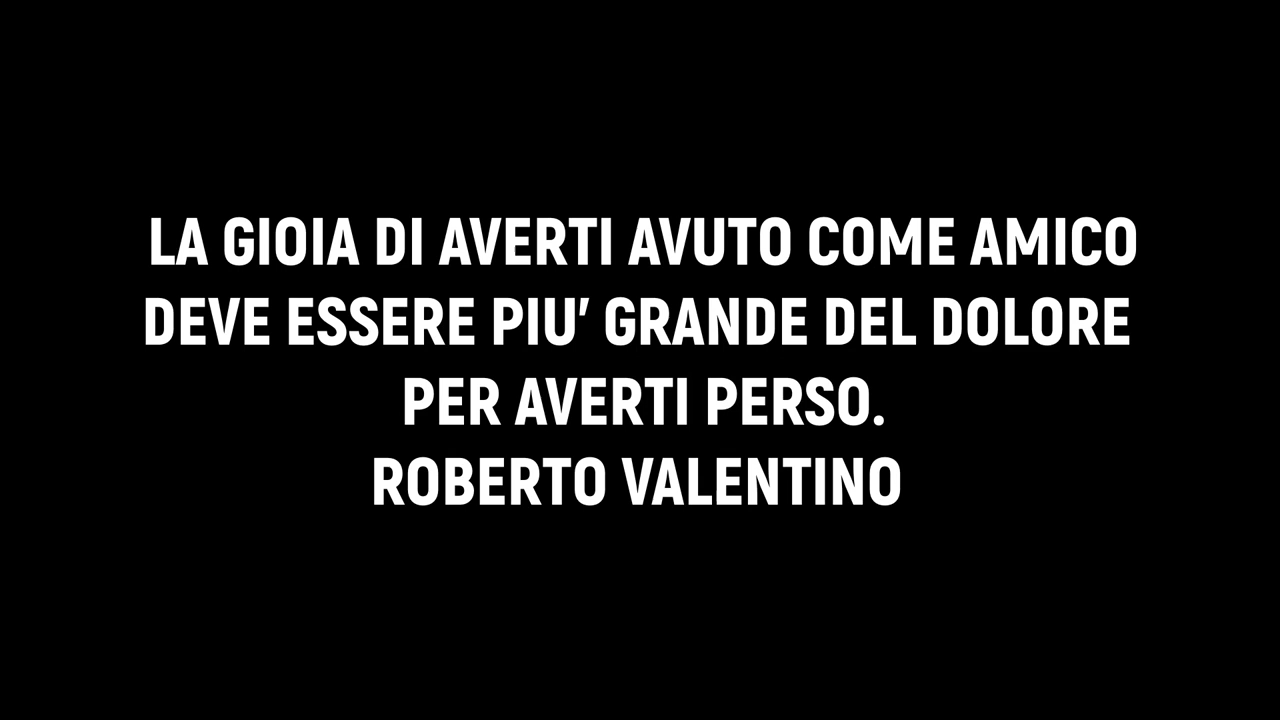 LA GIOIA DI AVERTI AVUTO COME AMICO
DEVE ESSERE PIU' GRANDE DEL DOLORE
PER AVERTI PERSO.
ROBERTO VALENTINO